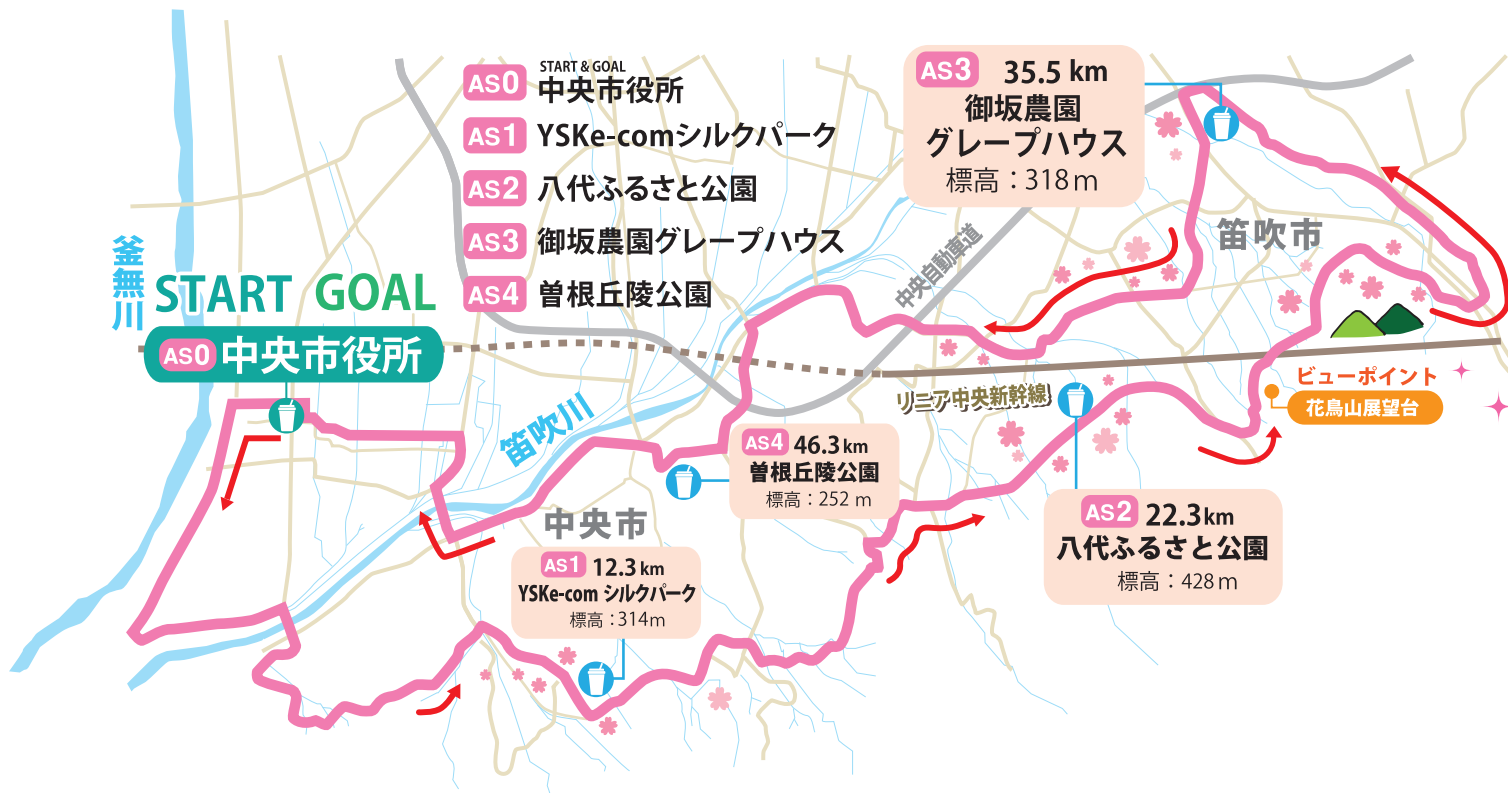 START & GOAL
AS0 中央市役所
AS1 YSKe-comシルクパーク
AS2 八代ふるさと公園
AS3 御坂農園グレープハウス
AS4 曽根丘陵公園
AS3 35.5 km
御坂農園
グレープハウス
標高：318m
釜無川
START GOAL
AS0 中央市役所
中央自動車道
笛吹市
リニア中央新幹線
ビューポイント
花鳥山展望台
笛吹川
AS4 46.3km
曽根丘陵公園
標高：252 m
中央市
AS1 12.3km
YSKe-com シルクパーク
標高：314m
AS2 22.3km
八代ふるさと公園
標高：428m